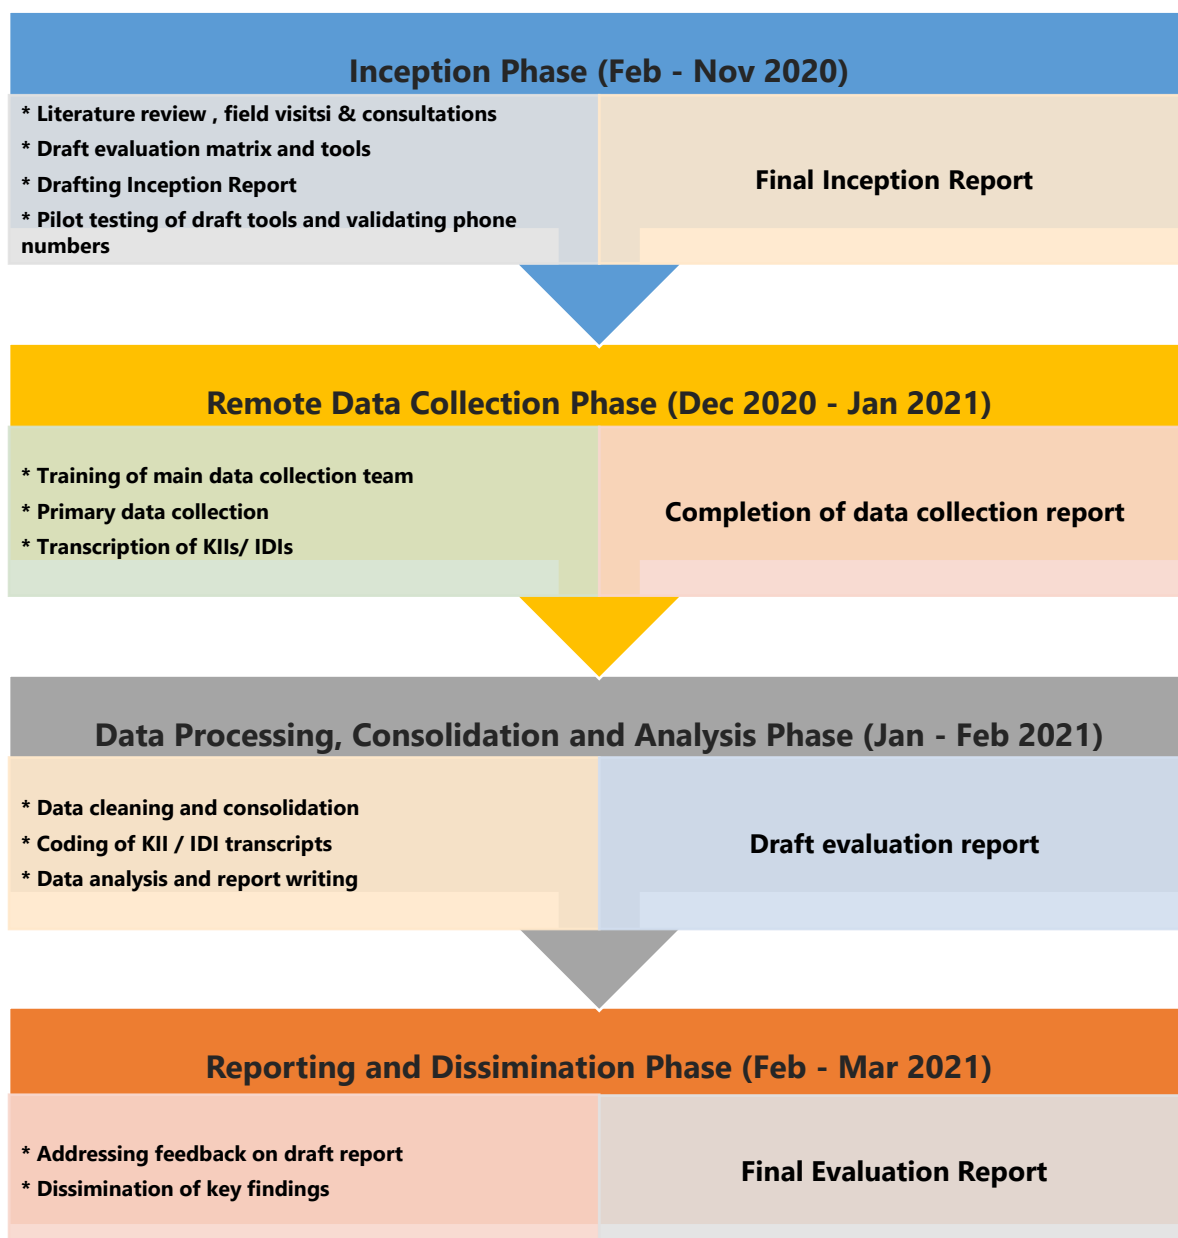 Inception Phase (Feb - Nov 2020)
* Literature review , field visitsi & consultations
* Draft evaluation matrix and tools
* Drafting Inception Report
* Pilot testing of draft tools and validating phone
numbers
Final Inception Report
Remote Data Collection Phase (Dec 2020 - Jan 2021)
* Training of main data collection team
* Primary data collection
* Transcription of KIIs/ IDIs
Completion of data collection report
Data Processing, Consolidation and Analysis Phase (Jan - Feb 2021)
* Data cleaning and consolidation
* Coding of KII / IDI transcripts
* Data analysis and report writing
Draft evaluation report
Reporting and Dissimination Phase (Feb - Mar 2021)
* Addressing feedback on draft report
* Dissimination of key findings
Final Evaluation Report